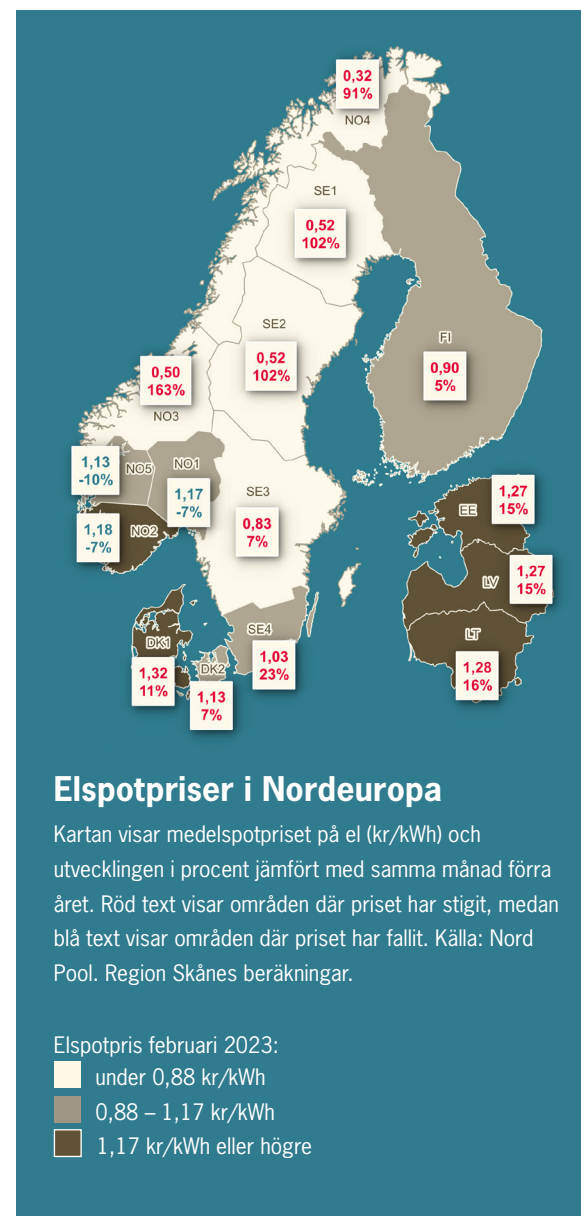 0,32
91%
NO4
SE1
0,52
102%
SE2
0,52
102%
FI
0,90
5%
0,50
163%
NO3
1,13
-10%
NO5
NO1
1,17
-7%
SE3
0,83
7%
1,27
15%
EE
1,18
-7%
NO2
LV
1,27
15%
SE4
1,03
23%
LT
1,28
16%
DK1
1,32
11%
DK2
1,13
7%
Elspotpriser i Nordeuropa
Kartan visar medelspotpriset på el (kr/kWh) och
utvecklingen i procent jämfört med samma månad förra
året. Röd text visar områden där priset har stigit, medan
blå text visar områden där priset har fallit. Källa: Nord
Pool. Region Skånes beräkningar.
Elspotpris februari 2023:
under 0,88 kr/kWh
0,88 – 1,17 kr/kWh
1,17 kr/kWh eller högre